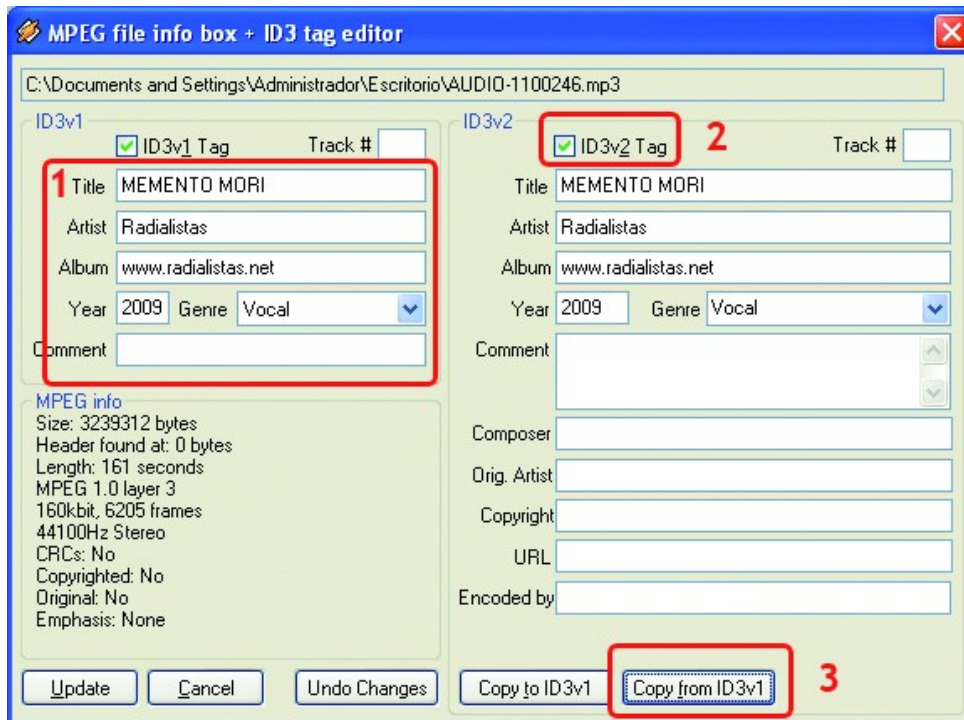 MPEG file info box + ID3 tag editor
C:\Documents and Settings\Administrador\Escritorio\AUDIO-1100246.mp3
ID3v1
ID3v1 Tag Track #
1
Title MEMENTO MORI
Artist Radialistas
Album www.radialistas.net
Year 2009 Genre Vocal
Comment
MPEG info
Size: 3239312 bytes
Header found at: 0 bytes
Length: 161 seconds
MPEG 1.0 layer 3
160kbit, 6205 frames
44100Hz Stereo
CRCs: No
Copyrighted: No
Original: No
Emphasis: None
Update Cancel Undo Changes
ID3v2
ID3v2 Tag 2 Track #
Title MEMENTO MORI
Artist Radialistas
Album www.radialistas.net
Year 2009 Genre Vocal
Comment
Composer
Orig. Artist
Copyright
URL
Encoded by
Copy to ID3v1 Copy from ID3v1 3